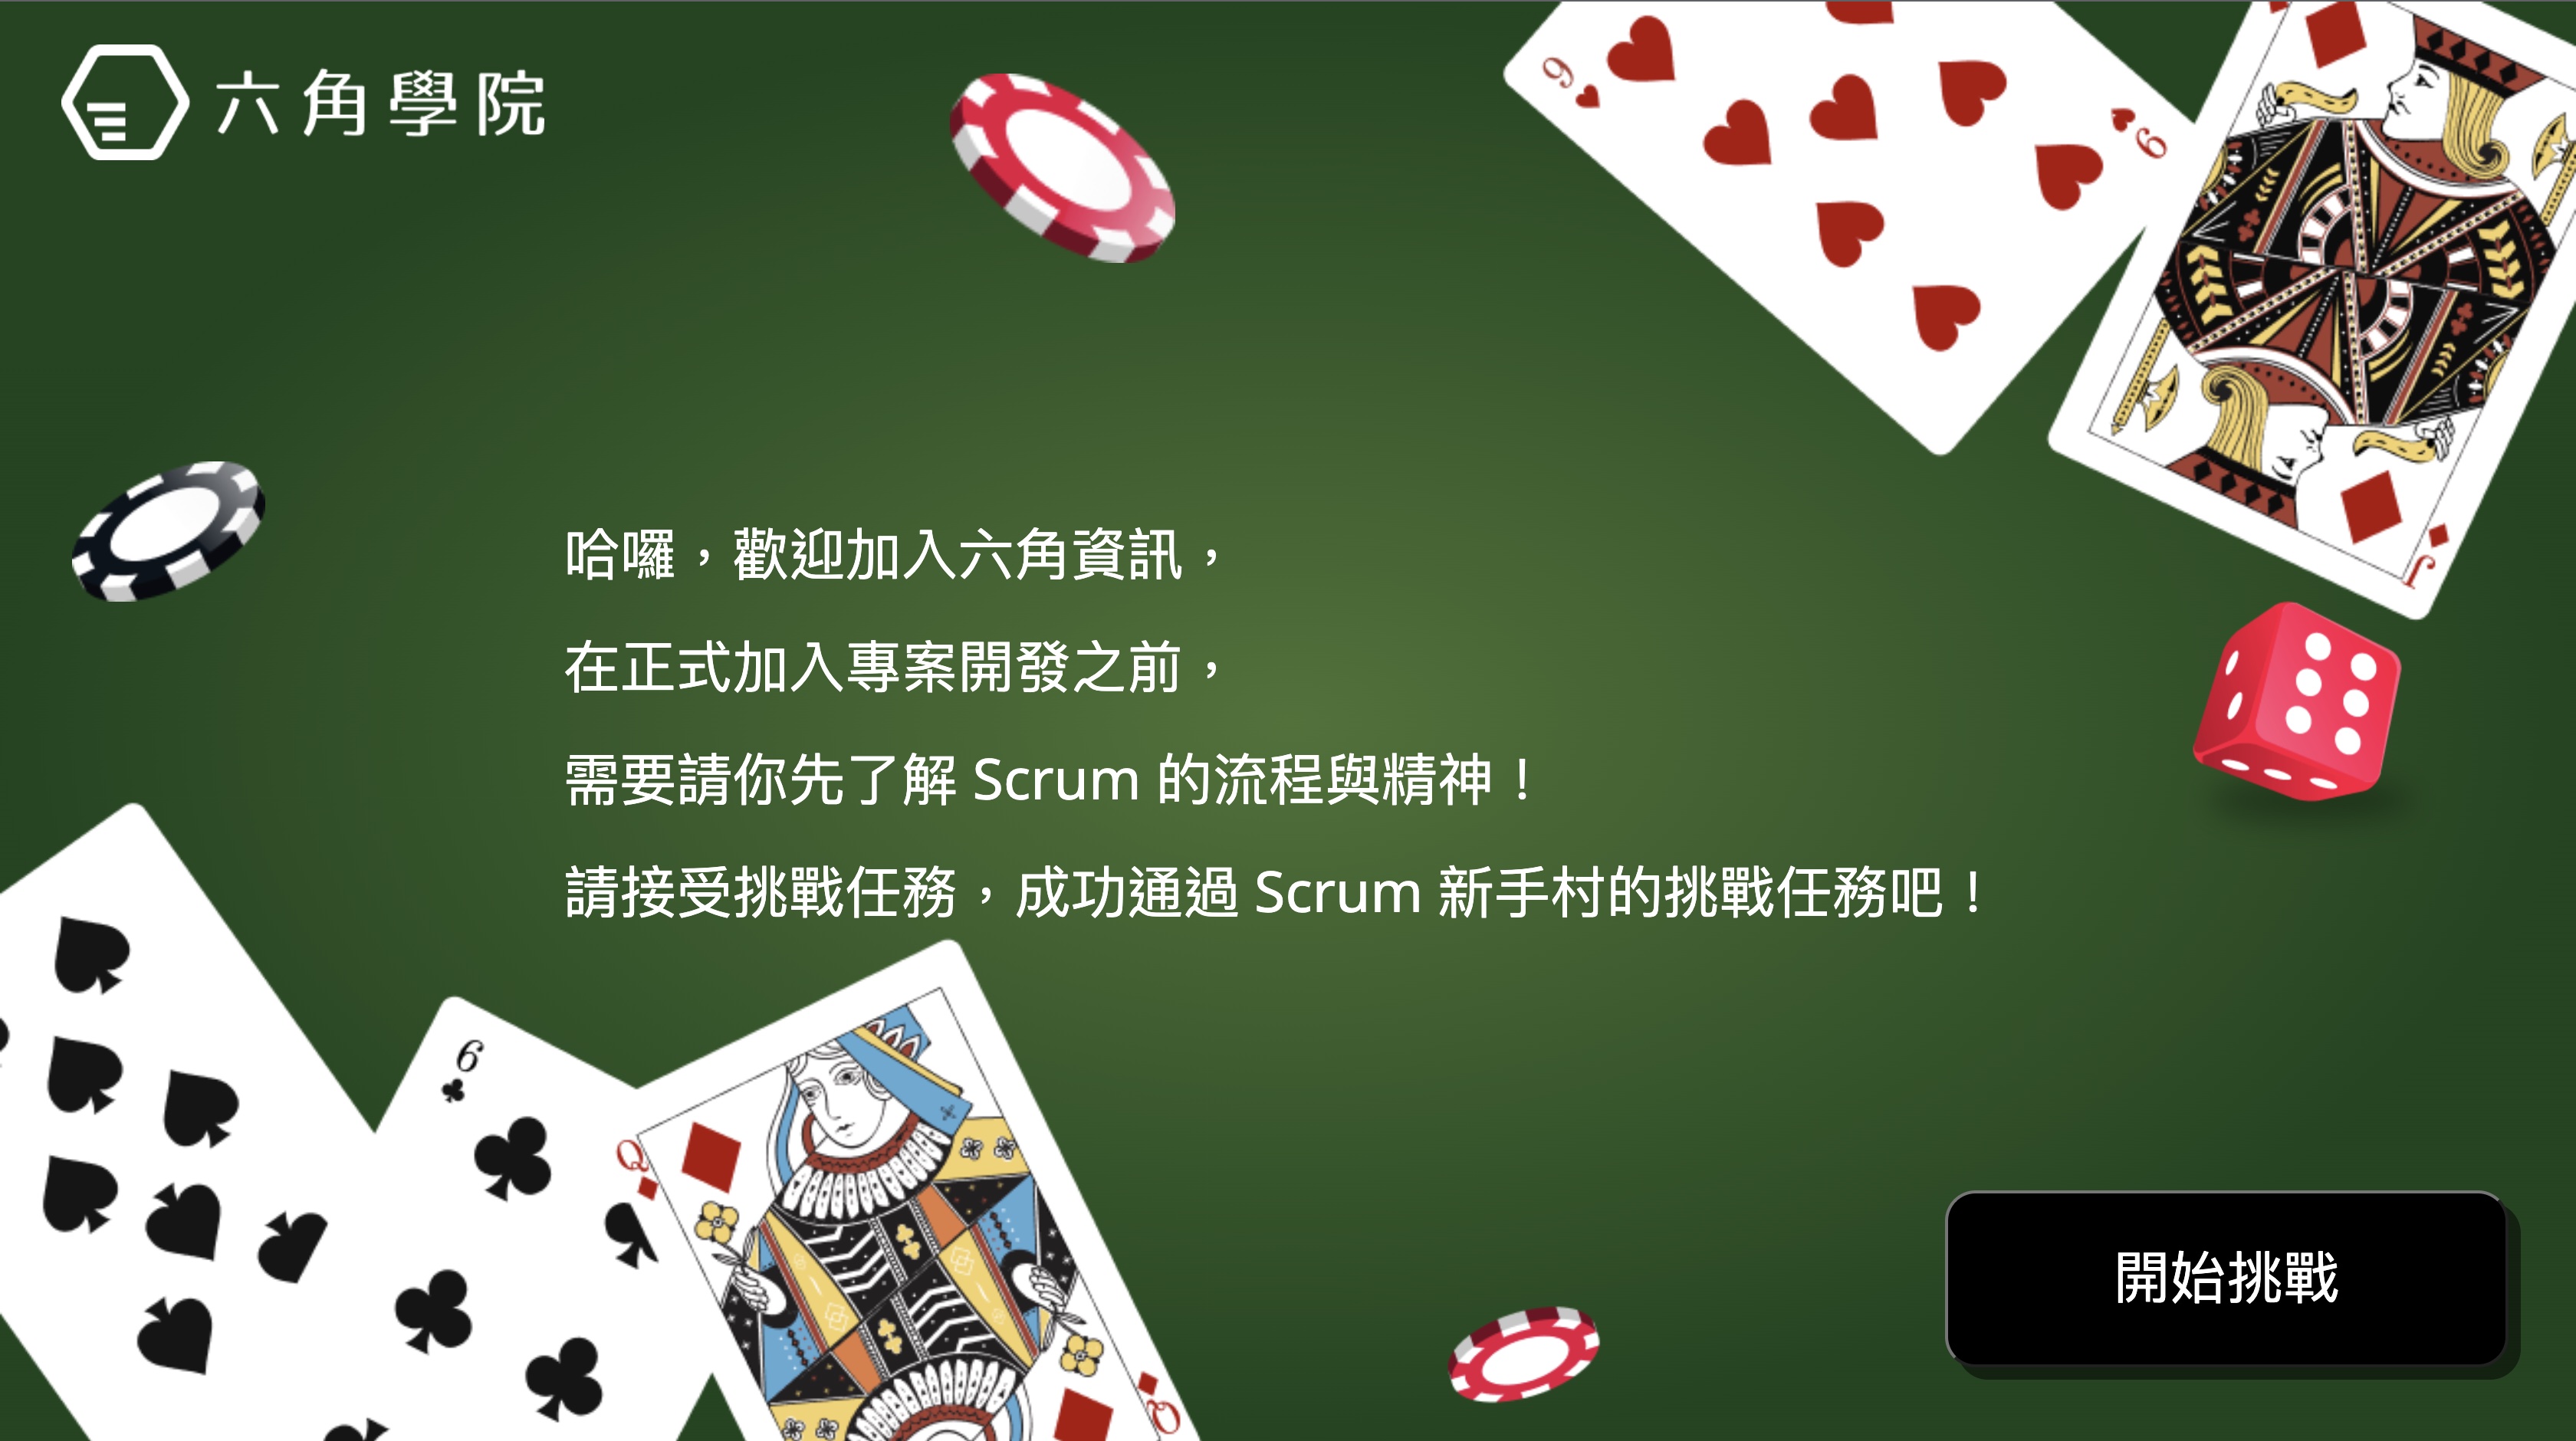 六角學院
9
9
J
哈囉，歡迎加入六角資訊，
在正式加入專案開發之前，
需要請你先了解 Scrum 的流程與精神！
請接受挑戰任務，成功通過 Scrum 新手村的挑戰任務吧！
6
Q
Q
開始挑戰